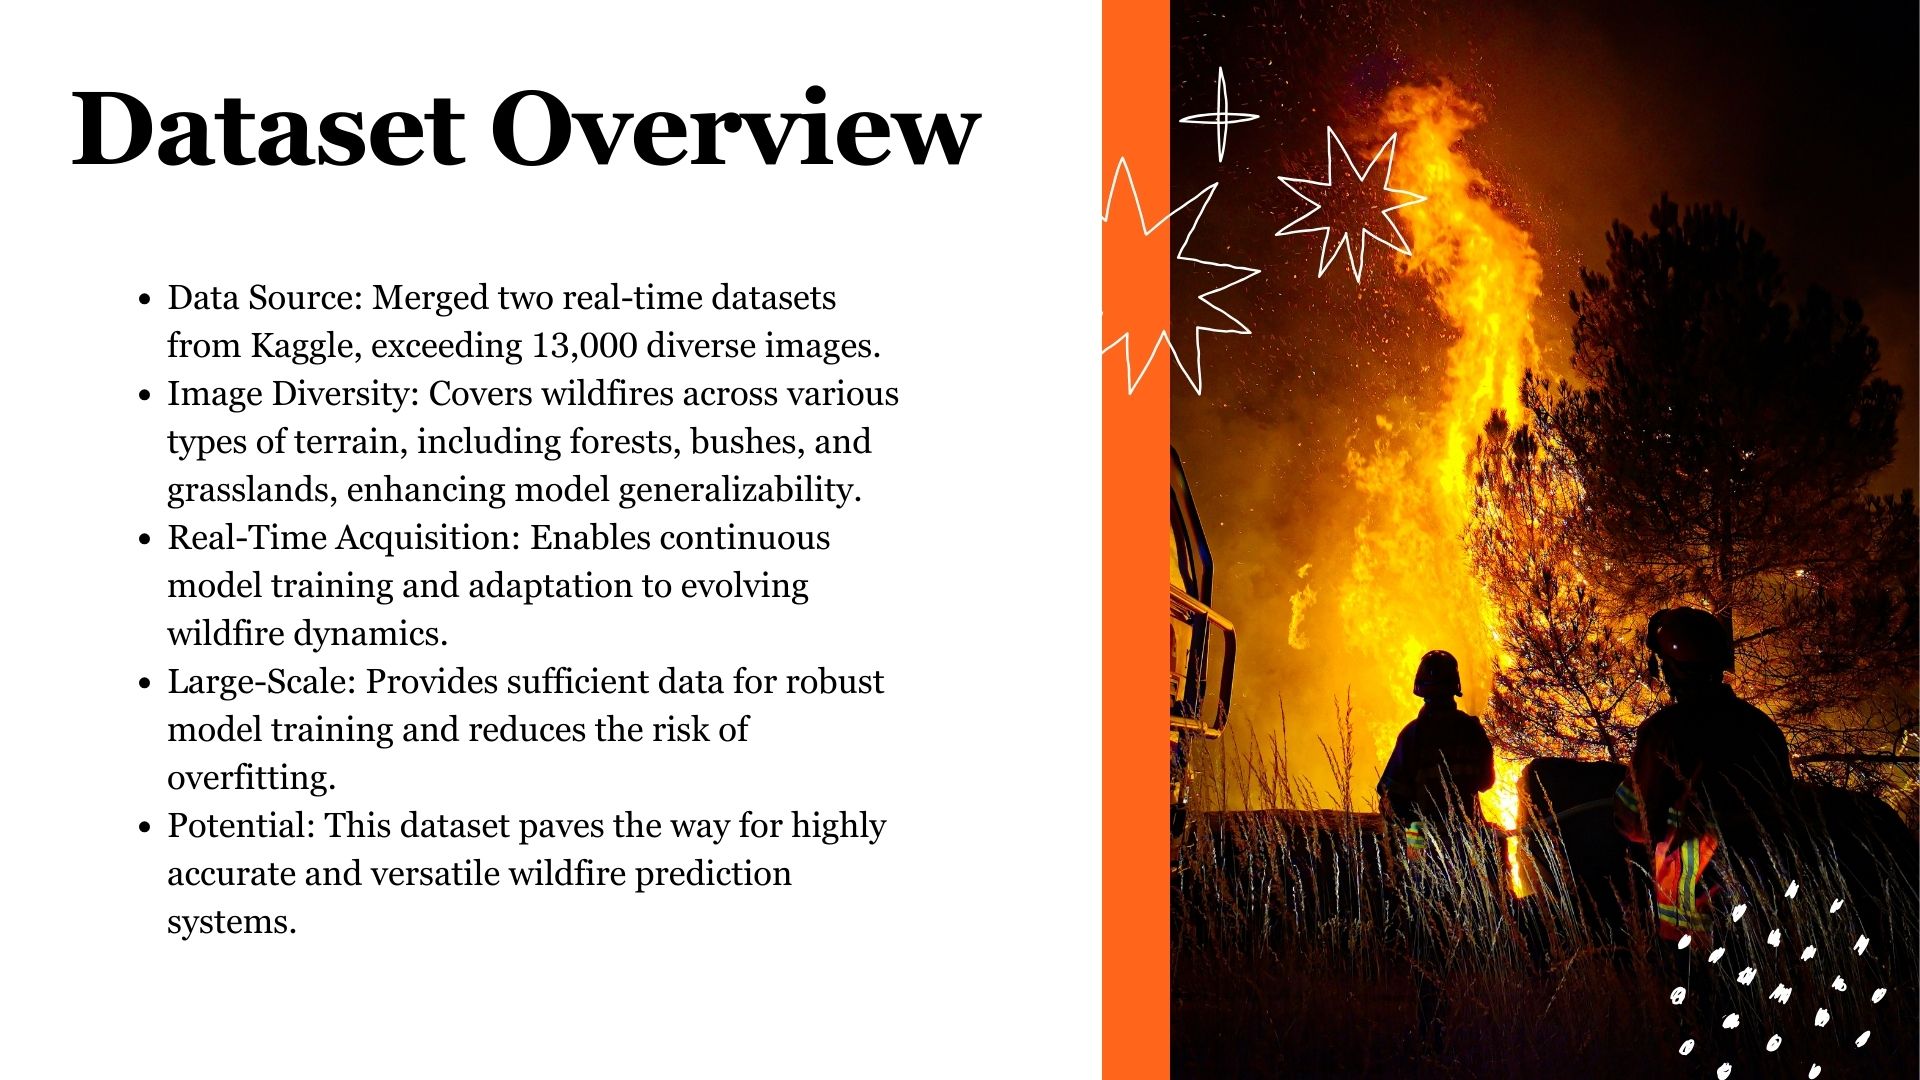 Dataset Overview
• Data Source: Merged two real-time datasets
from Kaggle, exceeding 13,000 diverse images.
• Image Diversity: Covers wildfires across various
types of terrain, including forests, bushes, and
grasslands, enhancing model generalizability.
• Real-Time Acquisition: Enables continuous
model training and adaptation to evolving
wildfire dynamics.
• Large-Scale: Provides sufficient data for robust
model training and reduces the risk of
overfitting.
• Potential: This dataset paves the way for highly
accurate and versatile wildfire prediction
systems.